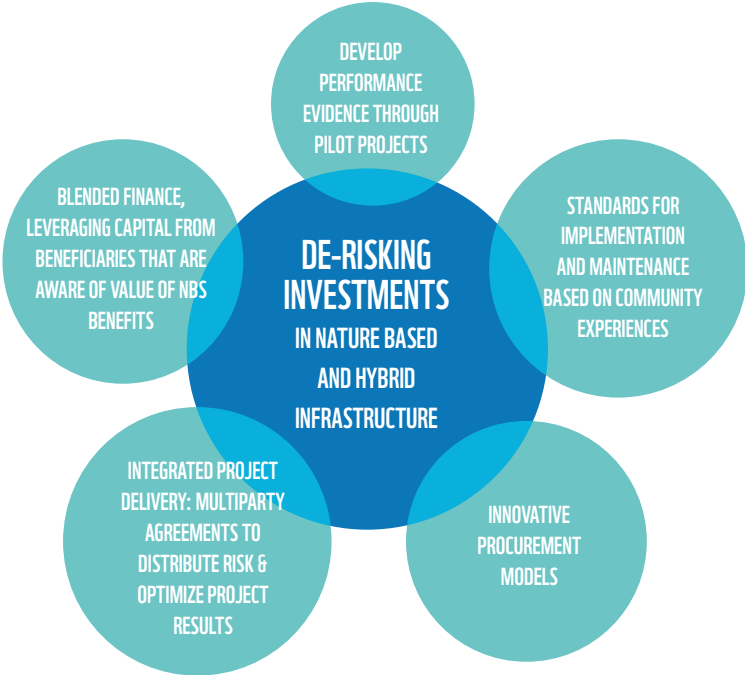 DEVELOP
PERFORMANCE
EVIDENCE THROUGH
PILOT PROJECTS
BLENDED FINANCE,
LEVERAGING CAPITAL FROM
BENEFICIARIES THAT ARE
AWARE OF VALUE OF NBS
BENEFITS
DE-RISKING
INVESTMENTS
IN NATURE BASED
AND HYBRID
INFRASTRUCTURE
STANDARDS FOR
IMPLEMENTATION
AND MAINTENANCE
BASED ON COMMUNITY
EXPERIENCES
INTEGRATED PROJECT
DELIVERY: MULTIPARTY
AGREEMENTS TO
DISTRIBUTE RISK &
OPTIMIZE PROJECT
RESULTS
INNOVATIVE
PROCUREMENT
MODELS